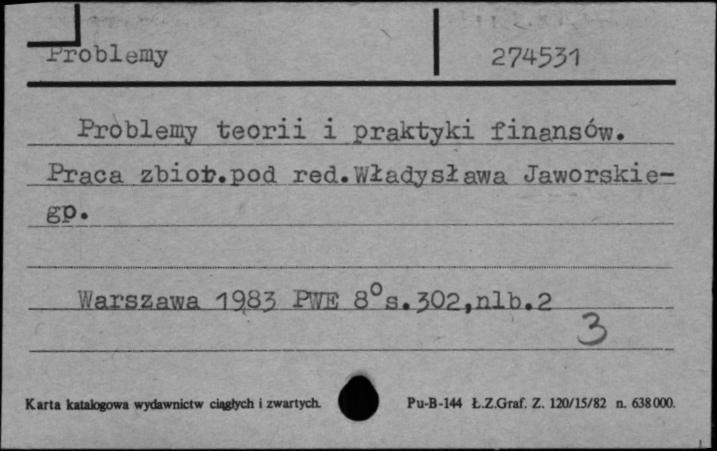 Problemy 274531
Problemy teorii i praktyki finansów.
Praca zbior.pod red.Władysława Jaworskie-
gp.
Warszawa 1983 PWE 8°s.302,nlb.2
3
Karta katalogowa wydawnictw ciągłych i zwartych. Pu-B-144 Ł.Z.Graf. Z. 120/15/82 n. 638000.